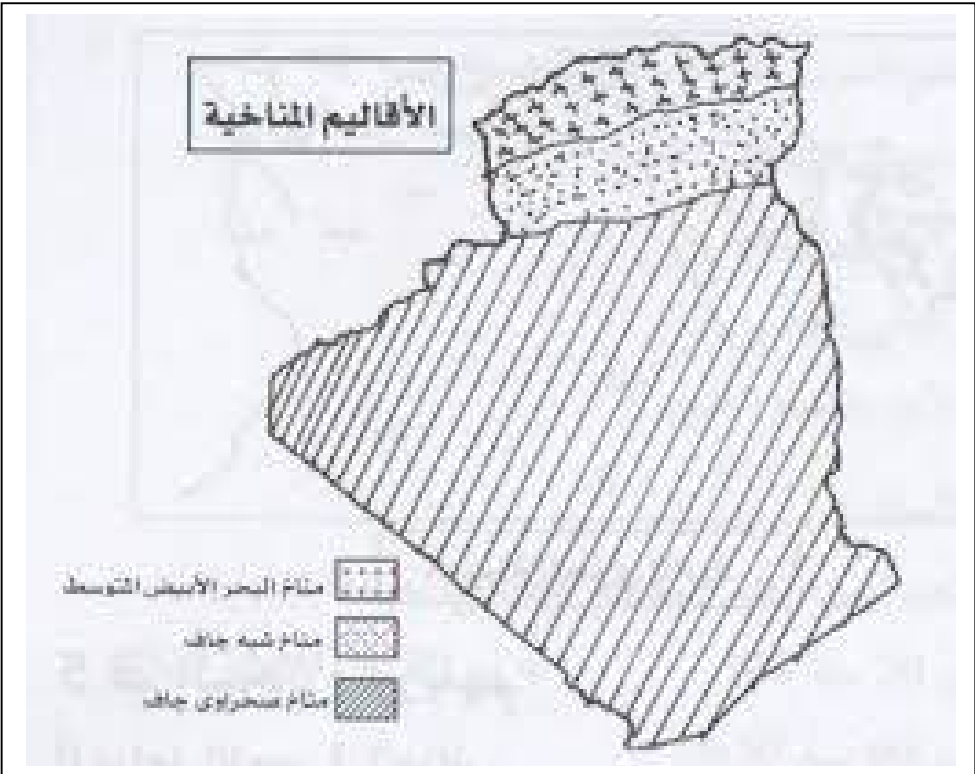 الأقاليم المناخية
مناخ البحر الأبيض المتوسط
مناخ شبه جاف
مناخ صحراوي جاف